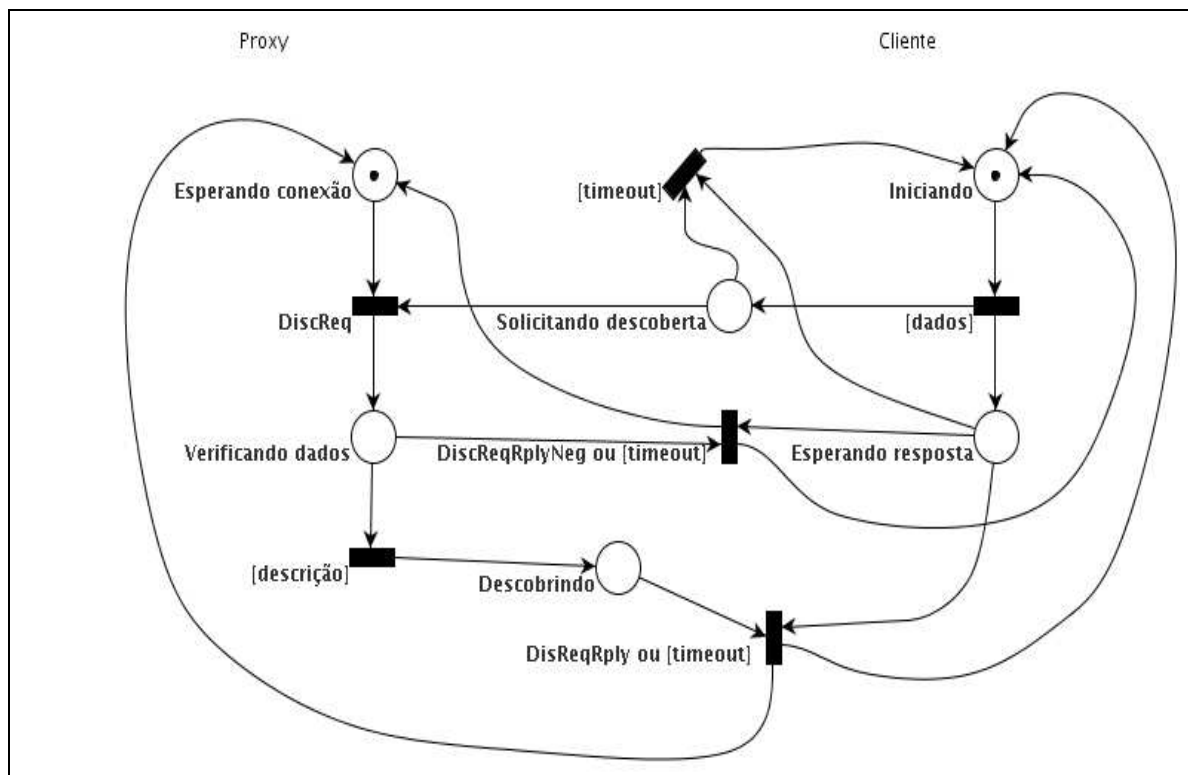 Proxy
Cliente
Esperando conexão
[timeout]
Iniciando
DiscReq
Solicitando descoberta
[dados]
Verificando dados
DiscReqRplyNeg ou [timeout]
Esperando resposta
[descrição]
Descobrindo
DisReqRply ou [timeout]